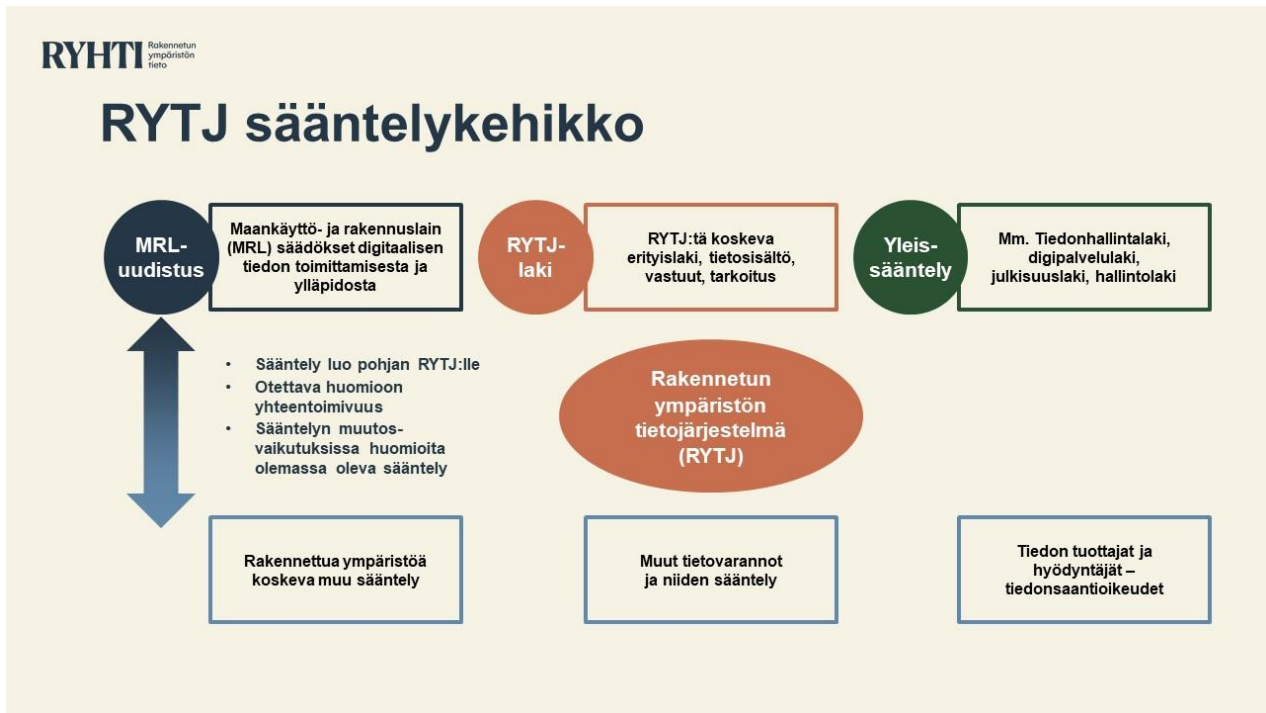 RYHTI
Rakennetun
ympäristön
tieto
RYTJ sääntelykehikko
MRL-
uudistus
Maankäyttö- ja rakennuslain
(MRL) säädökset digitaalisen
tiedon toimittamisesta ja
ylläpidosta
RYTJ-
laki
RYTJ:tä koskeva
erityislaki, tietosisältö,
vastuut, tarkoitus
Yleis-
sääntely
Mm. Tiedonhallintalaki,
digipalvelulaki,
julkisuuslaki, hallintolaki
• Sääntely luo pohjan RYTJ:lle
• Otettava huomioon
yhteentoimivuus
• Sääntelyn muutos-
vaikutuksissa huomioita
olemassa oleva sääntely
Rakennetun
ympäristön
tietojärjestelmä
(RYTJ)
Rakennettua ympäristöä
koskeva muu sääntely
Muut tietovarannot
ja niiden sääntely
Tiedon tuottajat ja
hyödyntäjät –
tiedonsaantioikeudet